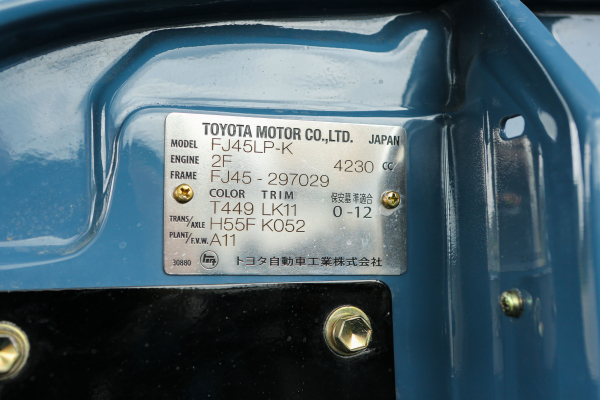 TOYOTA MOTOR CO.,LTD. JAPAN
MODEL FJ45LP-K
ENGINE 2F 4230 CC
FRAME FJ45-297029
COLOR TRIM 保安基準適合
T449 LK11 0-12
TRANS/AXLE H55F K052
PLANT/F.V.W. A11
30880 トヨタ自動車工業株式会社